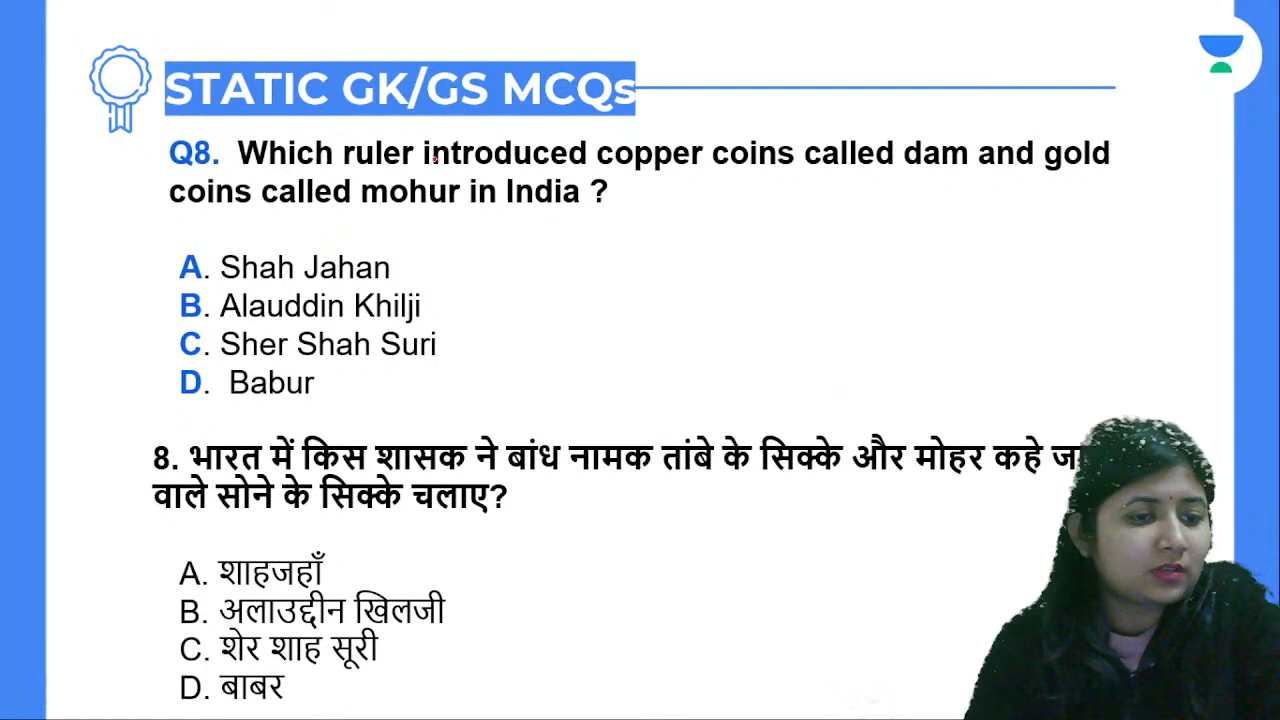 STATIC GK/GS MCQs
Q8. Which ruler introduced copper coins called dam and gold
coins called mohur in India ?
A. Shah Jahan
B. Alauddin Khilji
C. Sher Shah Suri
D. Babur
8. भारत में किस शासक ने बांध नामक तांबे के सिक्के और मोहर कहे
वाले सोने के सिक्के चलाए?
A. शाहजहाँ
B. अलाउद्दीन खिलजी
C. शेर शाह सूरी
D. बाबर